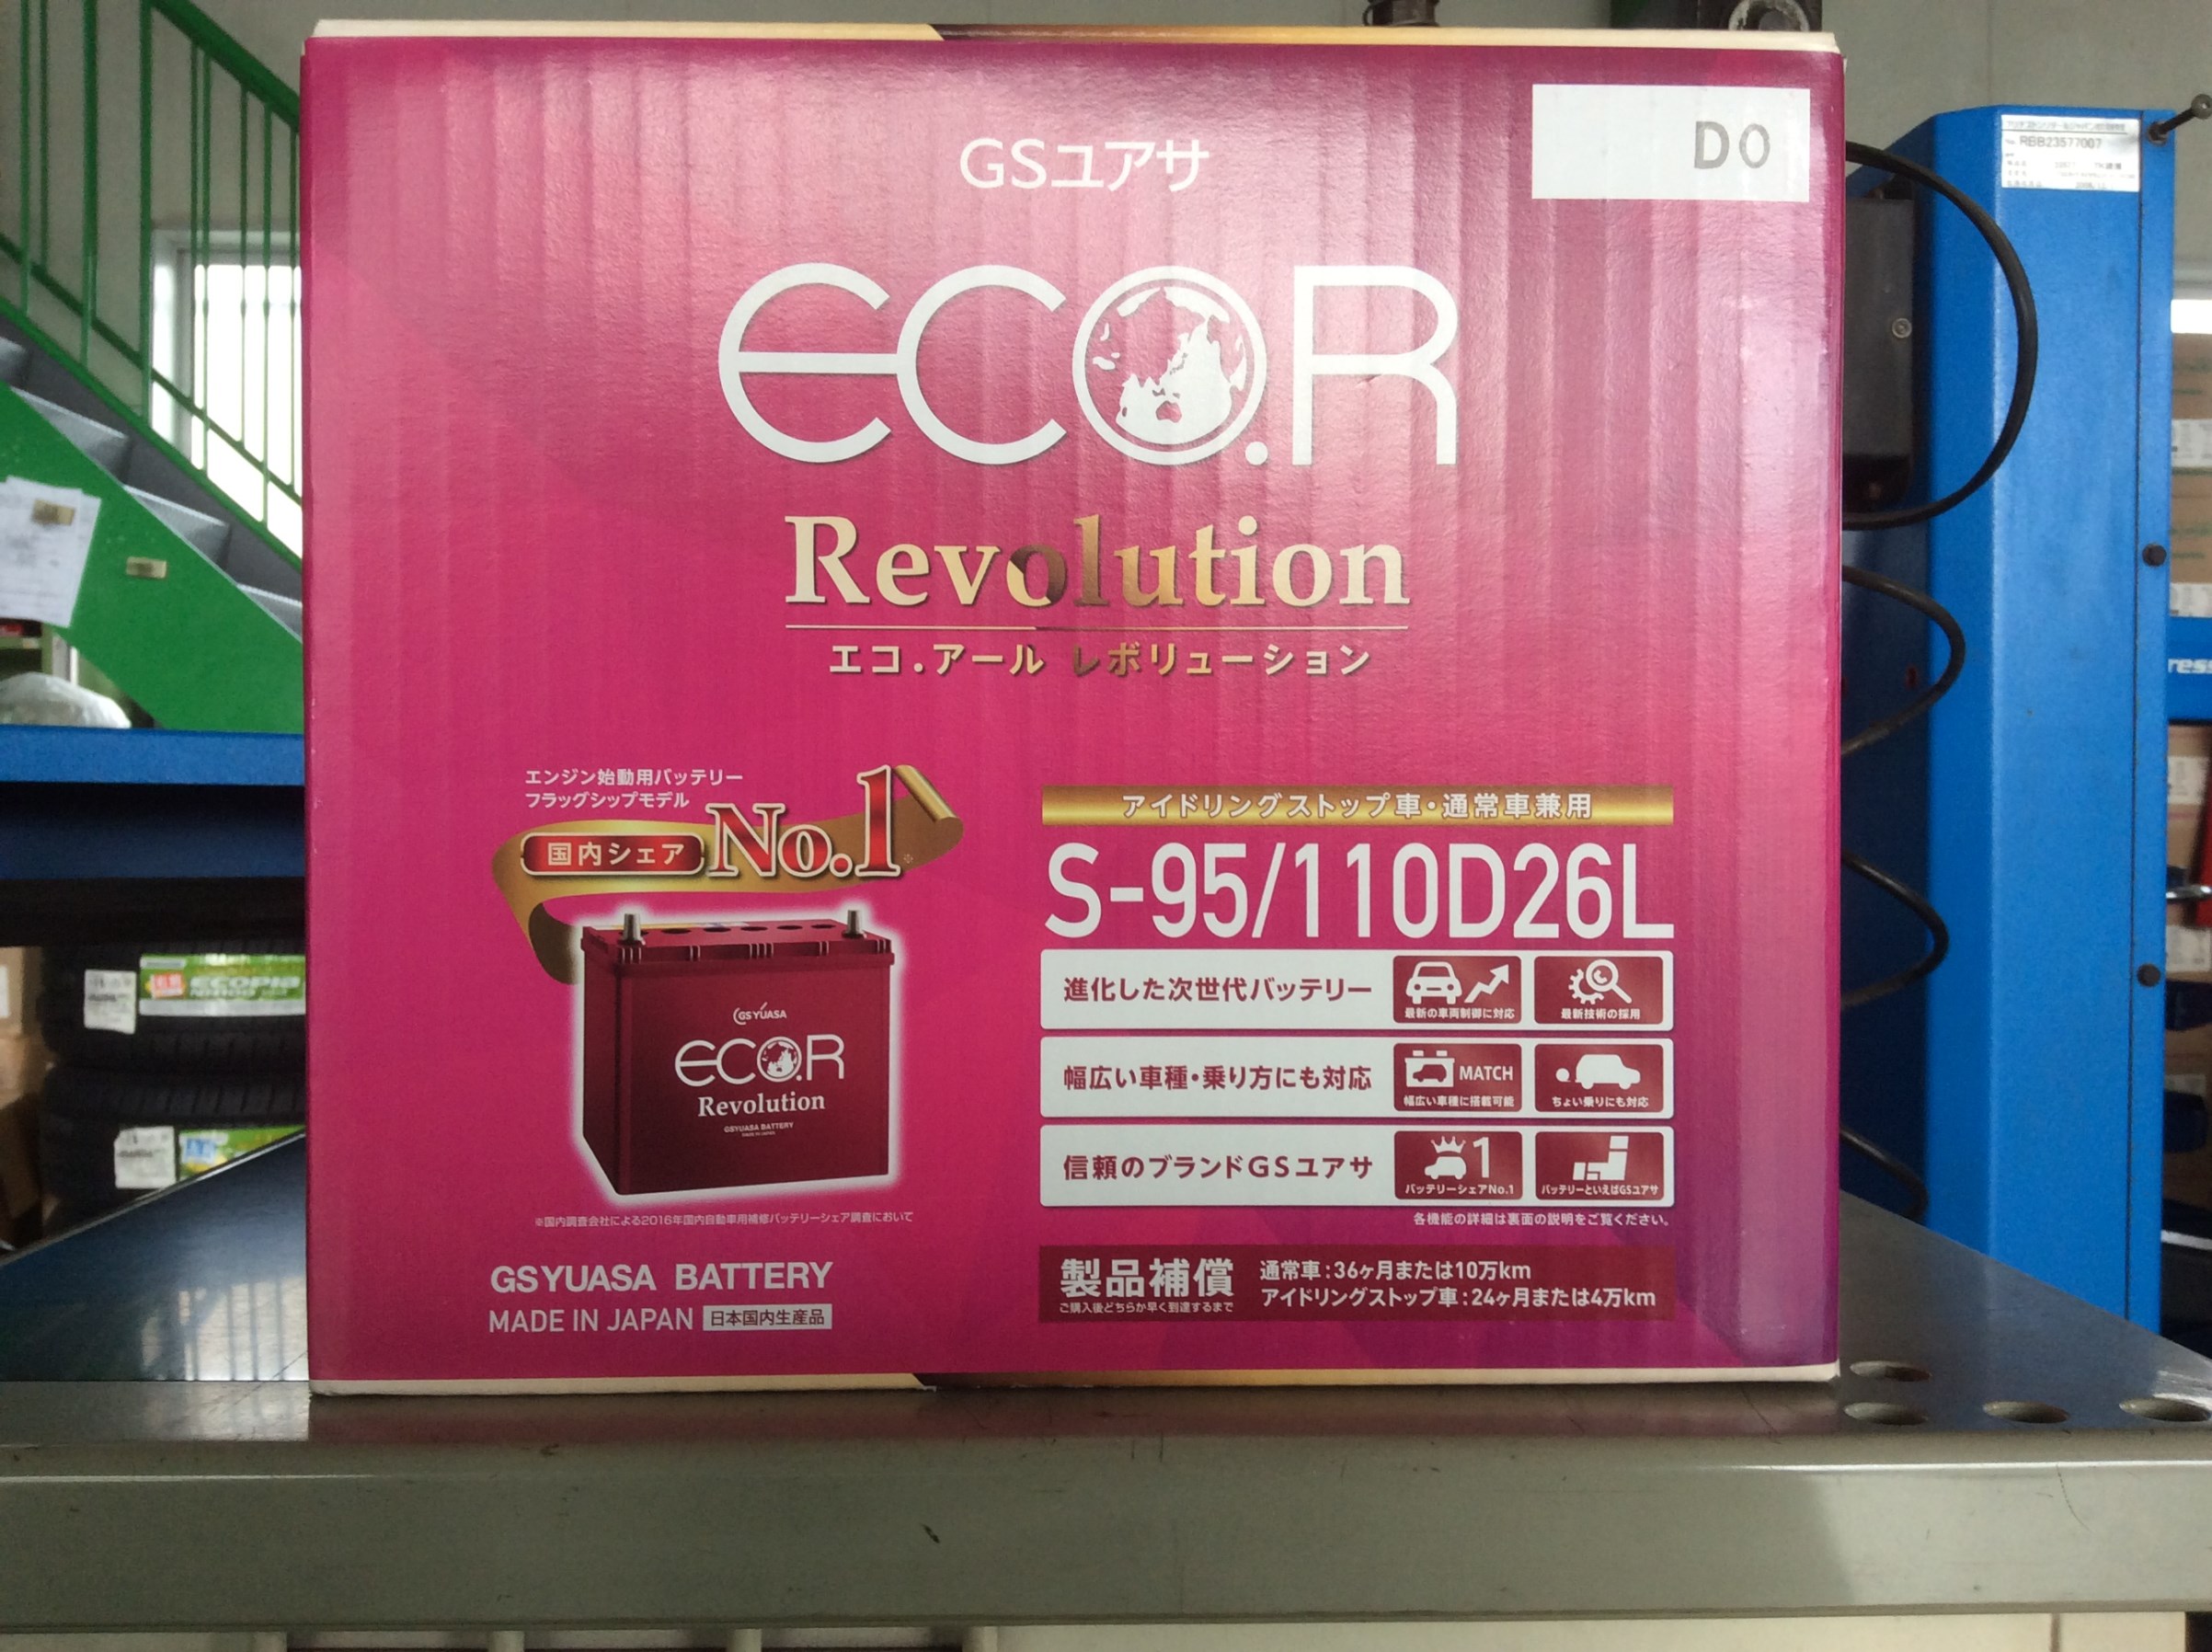 GSユアサ
D0
eco.R
Revolution
エコ.アール レボリューション
エンジン始動用バッテリー
フラッグシップモデル
国内シェア No.1※
GS YUASA
eco.R
Revolution
GSYUASA BATTERY
MADE IN JAPAN
※国内調査会社による2016年国内自動車用補修バッテリーシェア調査において
GSYUASA BATTERY
MADE IN JAPAN 日本国内生産品
アイドリングストップ車・通常車兼用
S-95/110D26L
進化した次世代バッテリー
最新の車両制御に対応
最新技術の採用
幅広い車種・乗り方にも対応
MATCH
幅広い車種に搭載可能
ちょい乗りにも対応
信頼のブランドGSユアサ
1
バッテリーシェアNo.1
バッテリーといえばGSユアサ
各機能の詳細は裏面の説明をご覧ください。
製品補償
ご購入後どちらか早く到達するまで
通常車:36ヶ月または10万km
アイドリングストップ車:24ヶ月または4万km
RBB23577007
ECOPIA